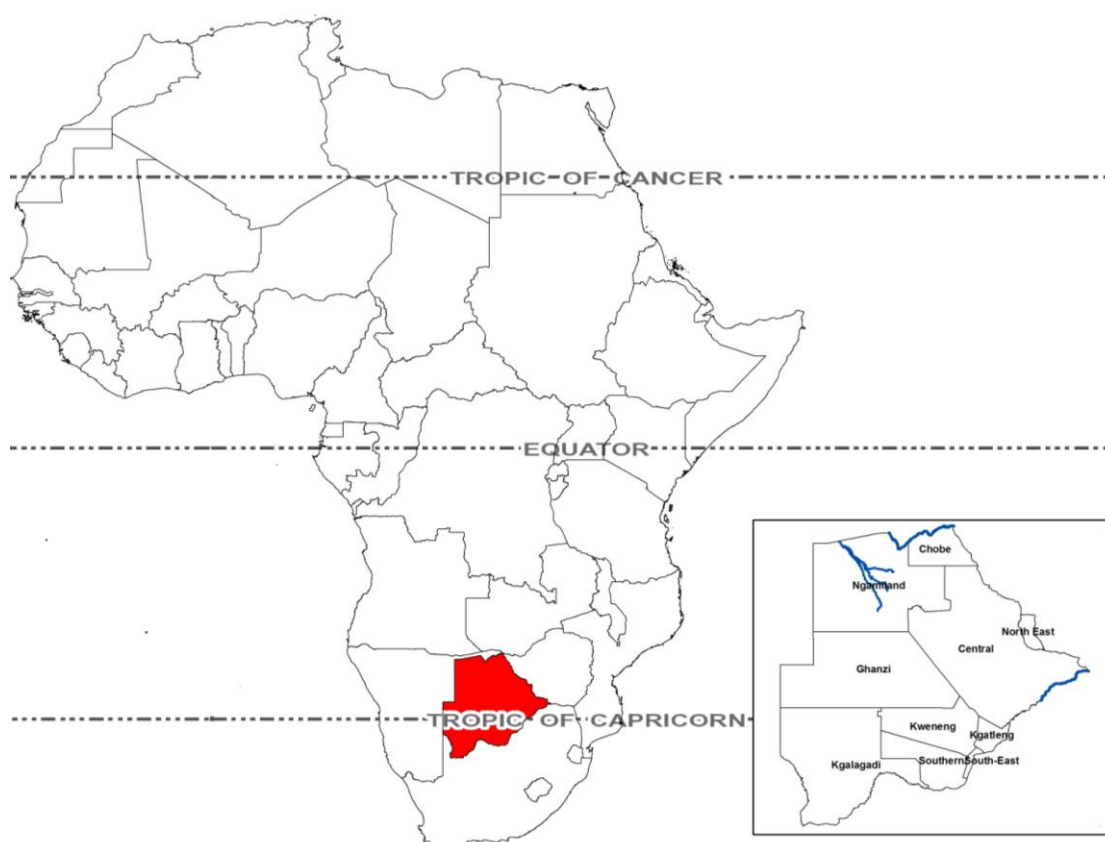 TROPIC OF CANCER
EQUATOR
TROPIC OF CAPRICORN
Chobe
Ngamiland
North East
Central
Ghanzi
Kweneng
Kgatleng
Kgalagadi
Southern
South-East